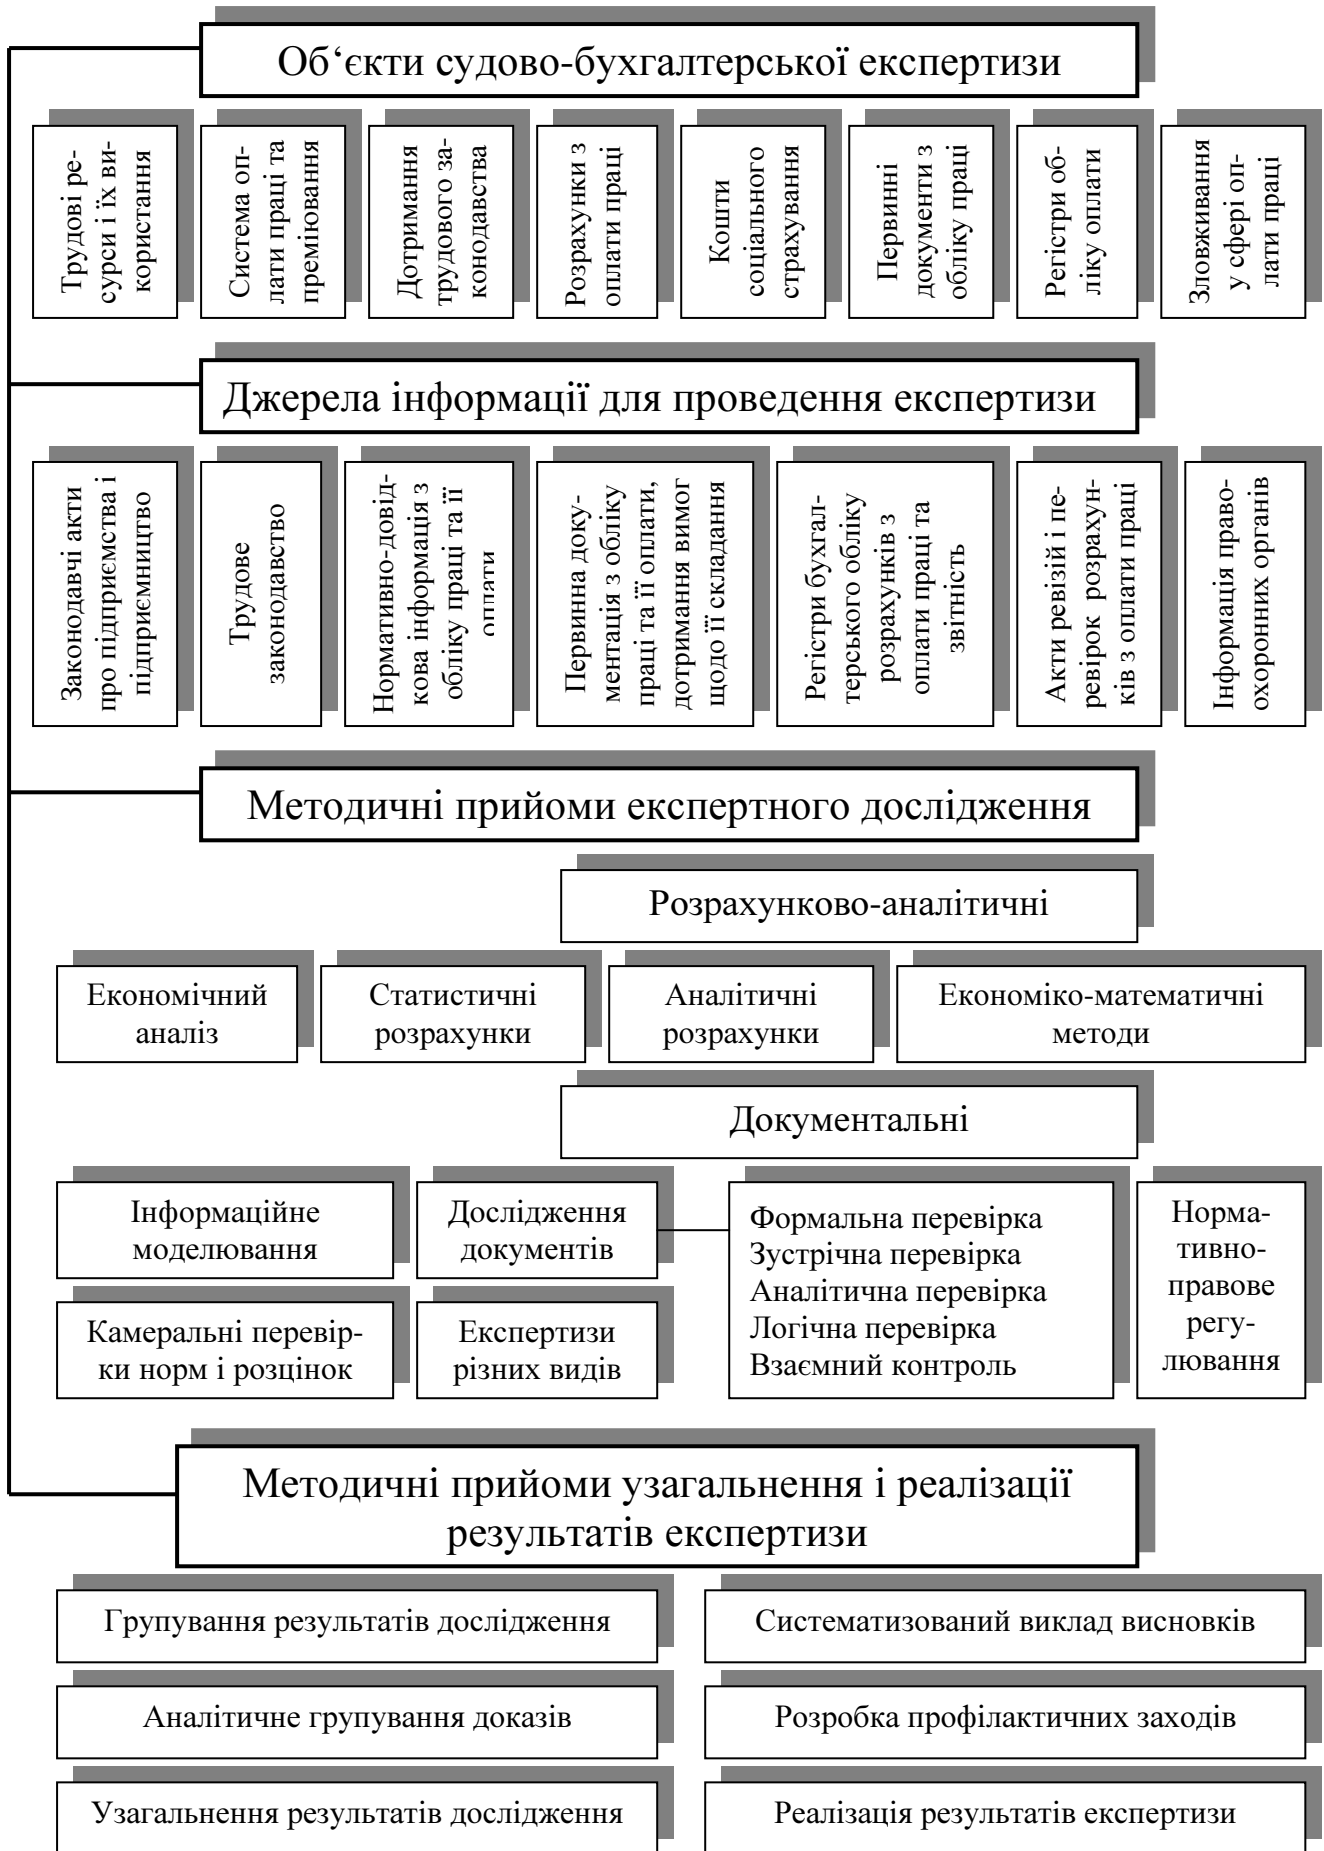 Об‘єкти судово-бухгалтерської експертизи
Трудові ре-
сурси і їх ви-
користання
Система оп-
лати праці та
преміювання
Дотримання
трудового за-
конодавства
Розрахунки з
оплати праці
Кошти
соціального
страхування
Первинні
документи з
обліку праці
Регістри об-
ліку оплати
Зловживання
у сфері оп-
лати праці
Джерела інформації для проведення експертизи
Законодавчі акти
про підприємства і
підприємництво
Трудове
законодавство
Нормативно-довід-
кова інформація з
обліку праці та її
оплати
Первинна доку-
ментація з обліку
праці та її оплати,
дотримання вимог
щодо її складання
Регістри бухгал-
терського обліку
розрахунків з
оплати праці та
звітність
Акти ревізій і пе-
ревірок розрахун-
ків з оплати праці
Інформація право-
охоронних органів
Методичні прийоми експертного дослідження
Розрахунково-аналітичні
Економічний
аналіз
Статистичні
розрахунки
Аналітичні
розрахунки
Економіко-математичні
методи
Документальні
Інформаційне
моделювання
Дослідження
документів
Формальна перевірка
Зустрічна перевірка
Аналітична перевірка
Логічна перевірка
Взаємний контроль
Норма-
тивно-
правове
регу-
лювання
Камеральні перевір-
ки норм і розцінок
Експертизи
різних видів
Методичні прийоми узагальнення і реалізації
результатів експертизи
Групування результатів дослідження
Систематизований виклад висновків
Аналітичне групування доказів
Розробка профілактичних заходів
Узагальнення результатів дослідження
Реалізація результатів експертизи